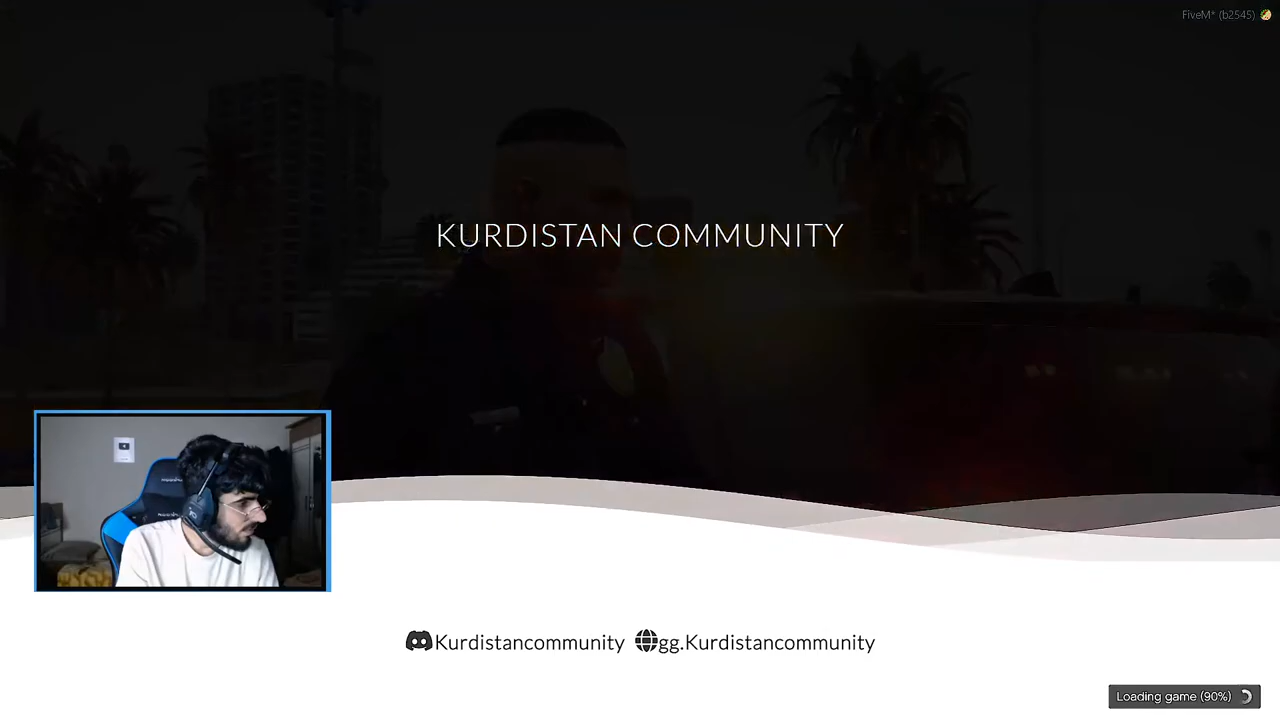 FiveM* (b2545)
KURDISTAN COMMUNITY
Kurdistancommunity gg.Kurdistancommunity
Loading game (90%)